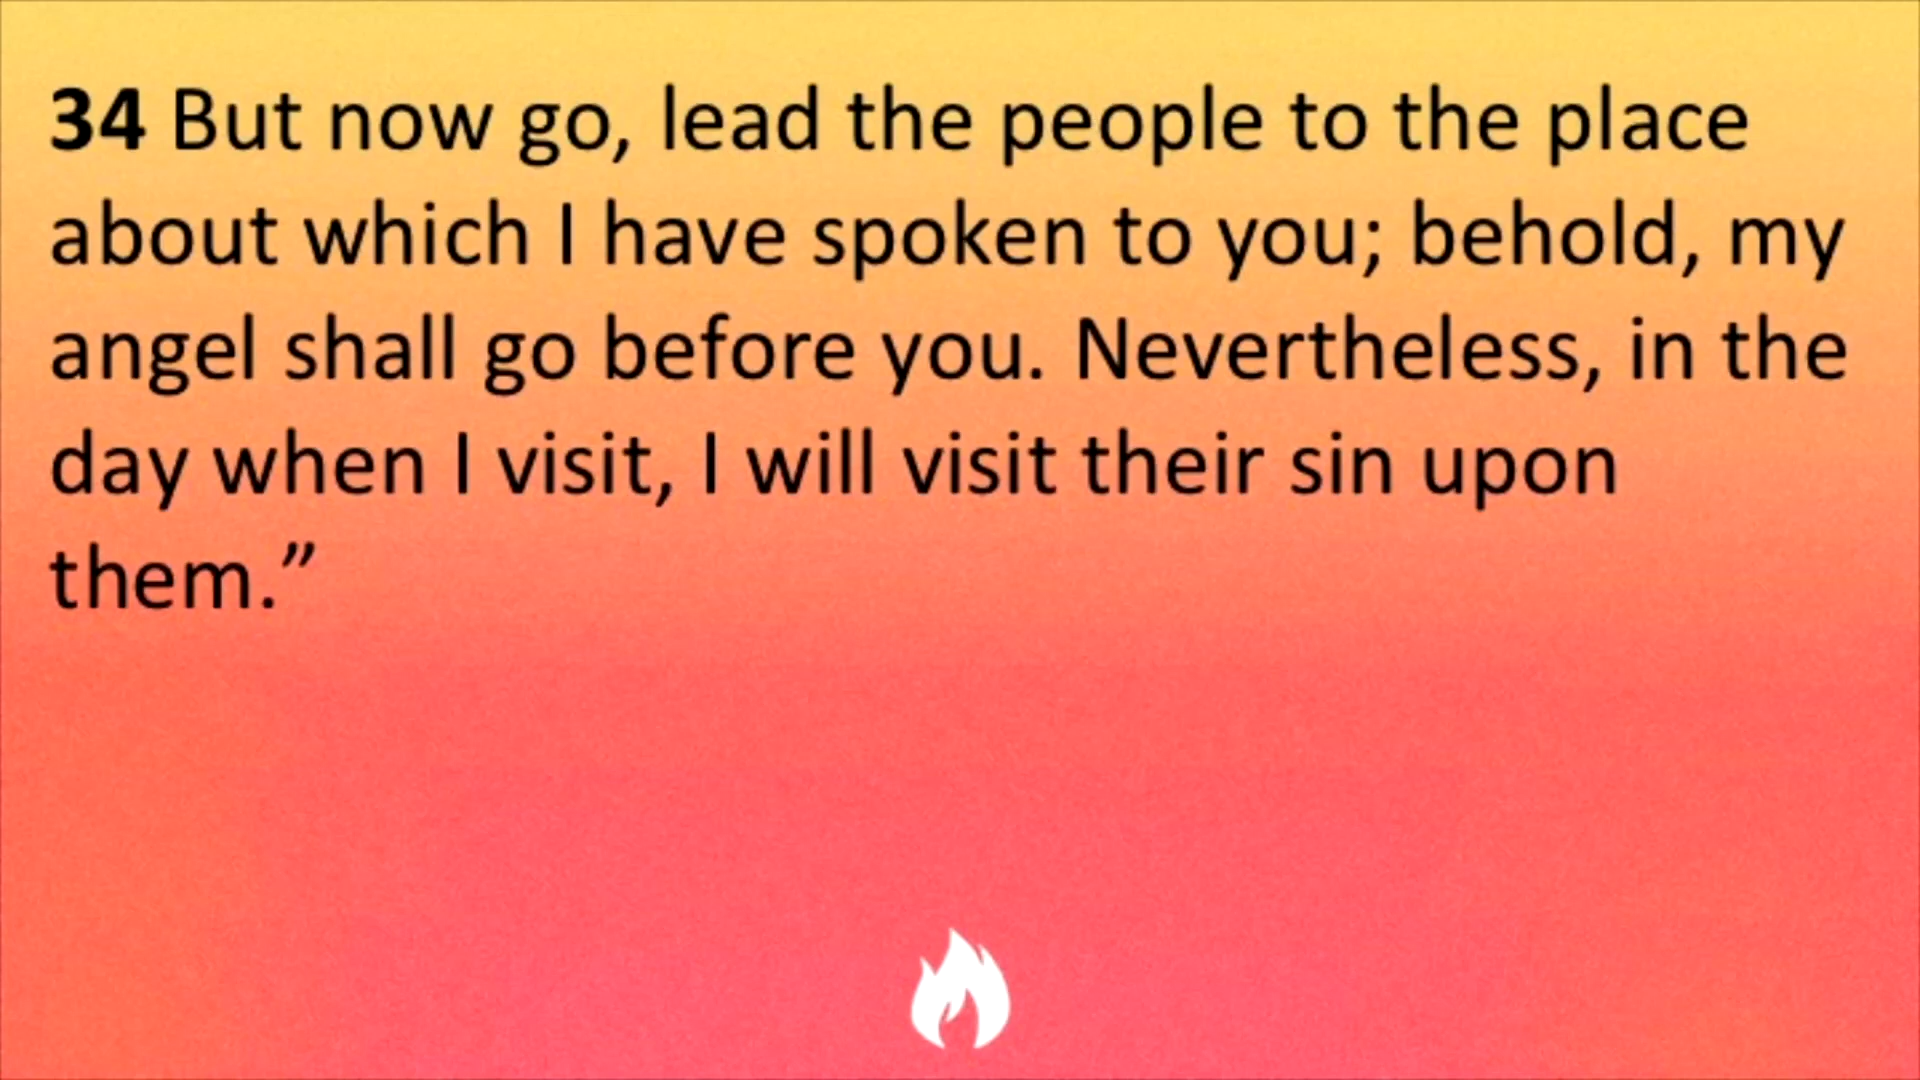 34 But now go, lead the people to the place
about which I have spoken to you; behold, my
angel shall go before you. Nevertheless, in the
day when I visit, I will visit their sin upon
them.”